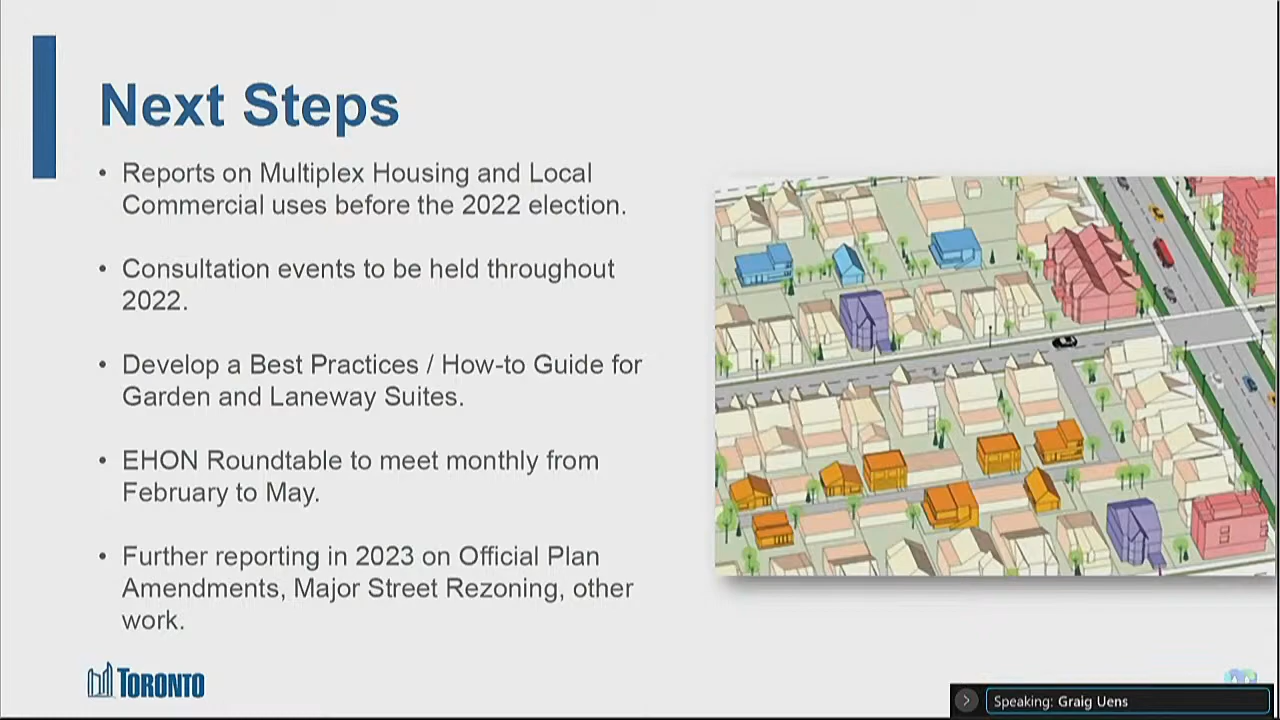 Next Steps
• Reports on Multiplex Housing and Local
Commercial uses before the 2022 election.
• Consultation events to be held throughout
2022.
• Develop a Best Practices / How-to Guide for
Garden and Laneway Suites.
• EHON Roundtable to meet monthly from
February to May.
• Further reporting in 2023 on Official Plan
Amendments, Major Street Rezoning, other
work.
TORONTO
Speaking: Graig Uens